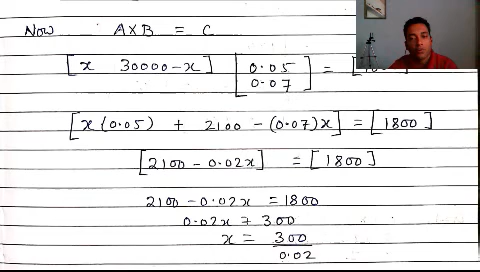 Now A×B = C
[x 30000-x] [0.05 0.07] = [
[x(0.05) + 2100 - (0.07)x] = [1800]
[2100 - 0.02x] = [1800]
2100 - 0.02x = 1800
0.02x = 300
x = 300
0.02